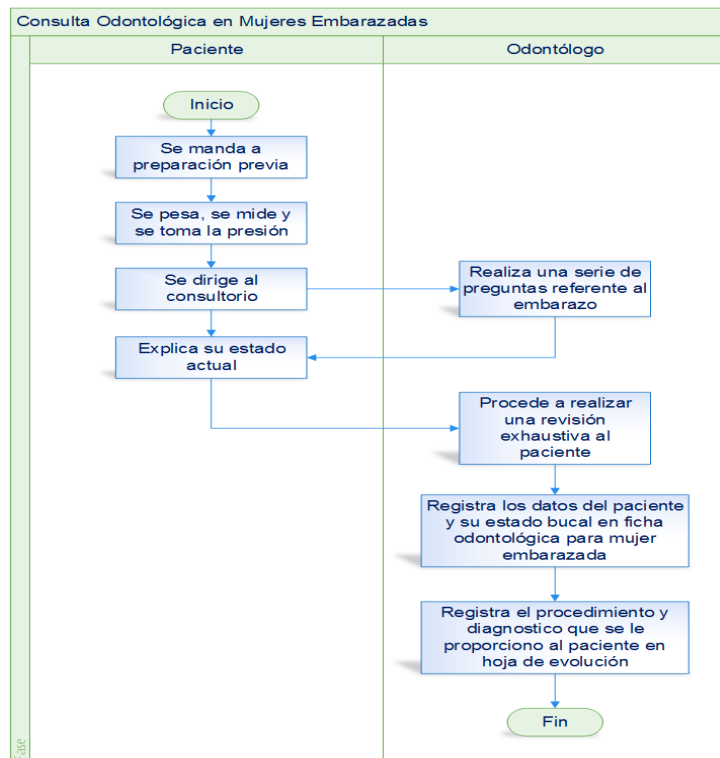 Consulta Odontológica en Mujeres Embarazadas
Paciente
Odontólogo
Inicio
Se manda a
preparación previa
Se pesa, se mide y
se toma la presión
Se dirige al
consultorio
Realiza una serie de
preguntas referente al
embarazo
Explica su estado
actual
Procede a realizar
una revisión
exhaustiva al
paciente
Registra los datos del paciente
y su estado bucal en ficha
odontológica para mujer
embarazada
Registra el procedimiento y
diagnostico que se le
proporciono al paciente en
hoja de evolución
Fin